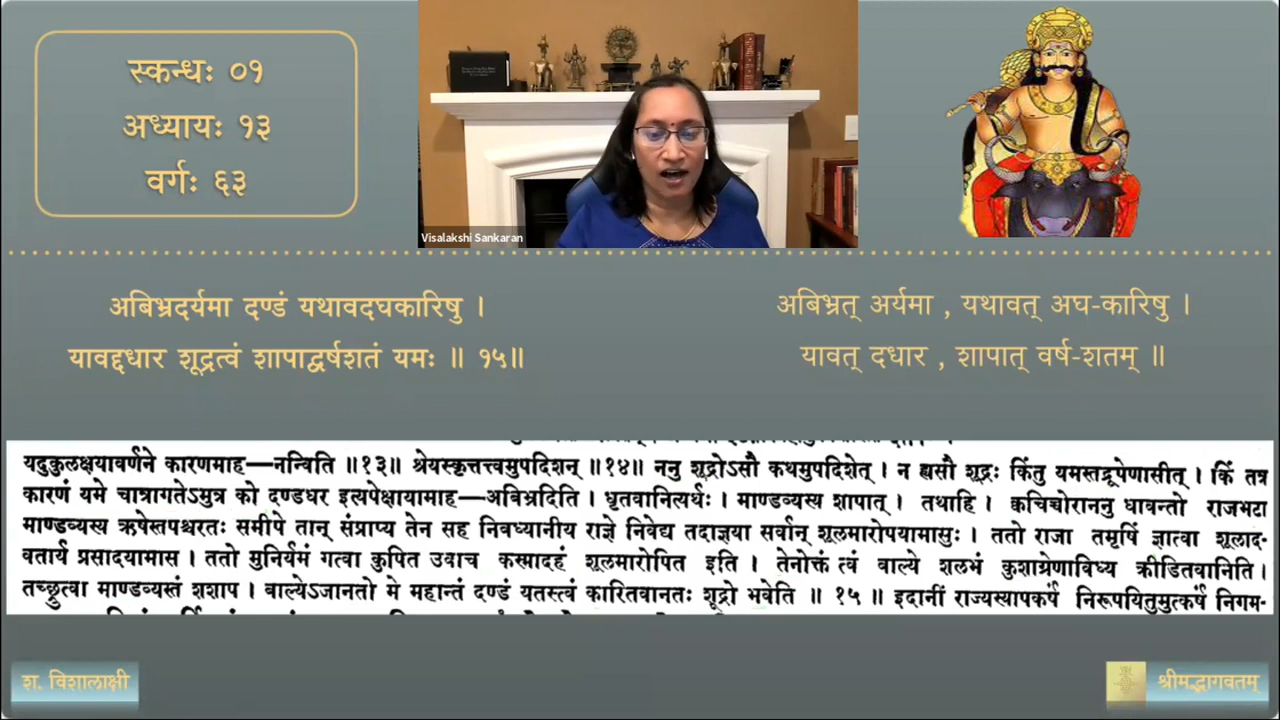 स्कन्धः ०१
अध्यायः १३
वर्गः ६३
Visalakshi Sankaran
अबिभ्रदर्यमा दण्डं यथावदघकारिषु ।
यावद्दधार शूद्रत्वं शापाद्वर्षशतं यमः ॥ १५॥
अबिभ्रत् अर्यमा , यथावत् अघ-कारिषु ।
यावत् दधार , शापात् वर्ष-शतम् ॥
यदुकुलक्षयावर्णने कारणमाह—नन्विति ॥१३॥ श्रेयस्कृत्तत्त्वमुपदिशन् ॥१४॥ ननु शूद्रोऽसौ कथमुपदिशेत् । न ह्यसौ शूद्रः किंतु यमस्तद्रूपेणासीत् । किं तत्र
कारणं यमे चात्रागतेऽमुत्र को दण्डधर इत्यपेक्षायामाह—अबिभ्रदिति । धृतवानित्यर्थः । माण्डव्यस्य शापात् । तथाहि । क्वचिच्चोराननु धावन्तो राजभटा
माण्डव्यस्य ऋषेस्तपश्चरतः समीपे तान् संप्राप्य तेन सह निबध्यानीय राज्ञे निवेद्य तदाज्ञया सर्वान् शूलमारोपयामासुः । ततो राजा तमृषिं ज्ञात्वा शूलाद-
वतार्य प्रसादयामास । ततो मुनिर्यमं गत्वा कुपित उवाच कस्मादहं शूलमारोपित इति । तेनोक्तं त्वं बाल्ये शलभं कुशाग्रेणाविध्य क्रीडितवानिति ।
तच्छ्रुत्वा माण्डव्यस्तं शशाप । बाल्येऽजानतो मे महान्तं दण्डं यतस्त्वं कारितवानतः शूद्रो भवेति ॥ १५ ॥ इदानीं राज्यस्यापकर्षं निरूपयितुमुत्कर्षं निगम-
श. विशालाक्षी
श्रीमद्भागवतम्